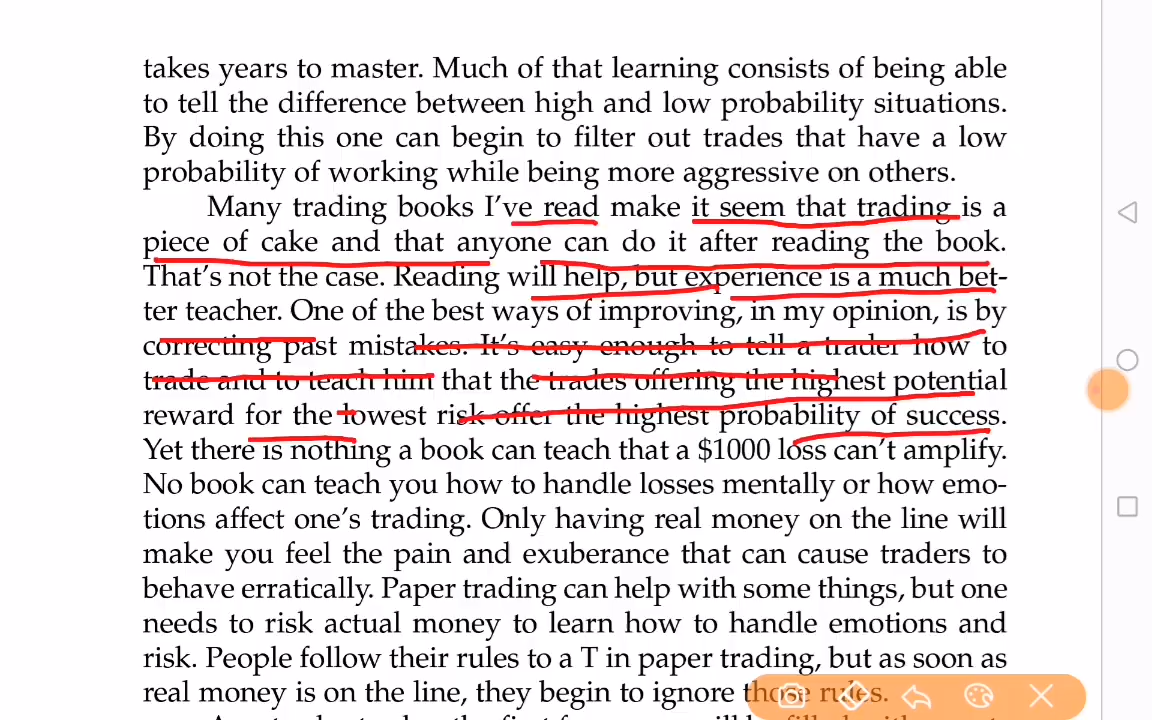 takes years to master. Much of that learning consists of being able
to tell the difference between high and low probability situations.
By doing this one can begin to filter out trades that have a low
probability of working while being more aggressive on others.
Many trading books I've read make it seem that trading is a
piece of cake and that anyone can do it after reading the book.
That's not the case. Reading will help, but experience is a much bet-
ter teacher. One of the best ways of improving, in my opinion, is by
correcting past mistakes. It's easy enough to tell a trader how to
trade and to teach him that the trades offering the highest potential
reward for the lowest risk offer the highest probability of success.
Yet there is nothing a book can teach that a $1000 loss can't amplify.
No book can teach you how to handle losses mentally or how emo-
tions affect one's trading. Only having real money on the line will
make you feel the pain and exuberance that can cause traders to
behave erratically. Paper trading can help with some things, but one
needs to risk actual money to learn how to handle emotions and
risk. People follow their rules to a T in paper trading, but as soon as
real money is on the line, they begin to ignore those rules.